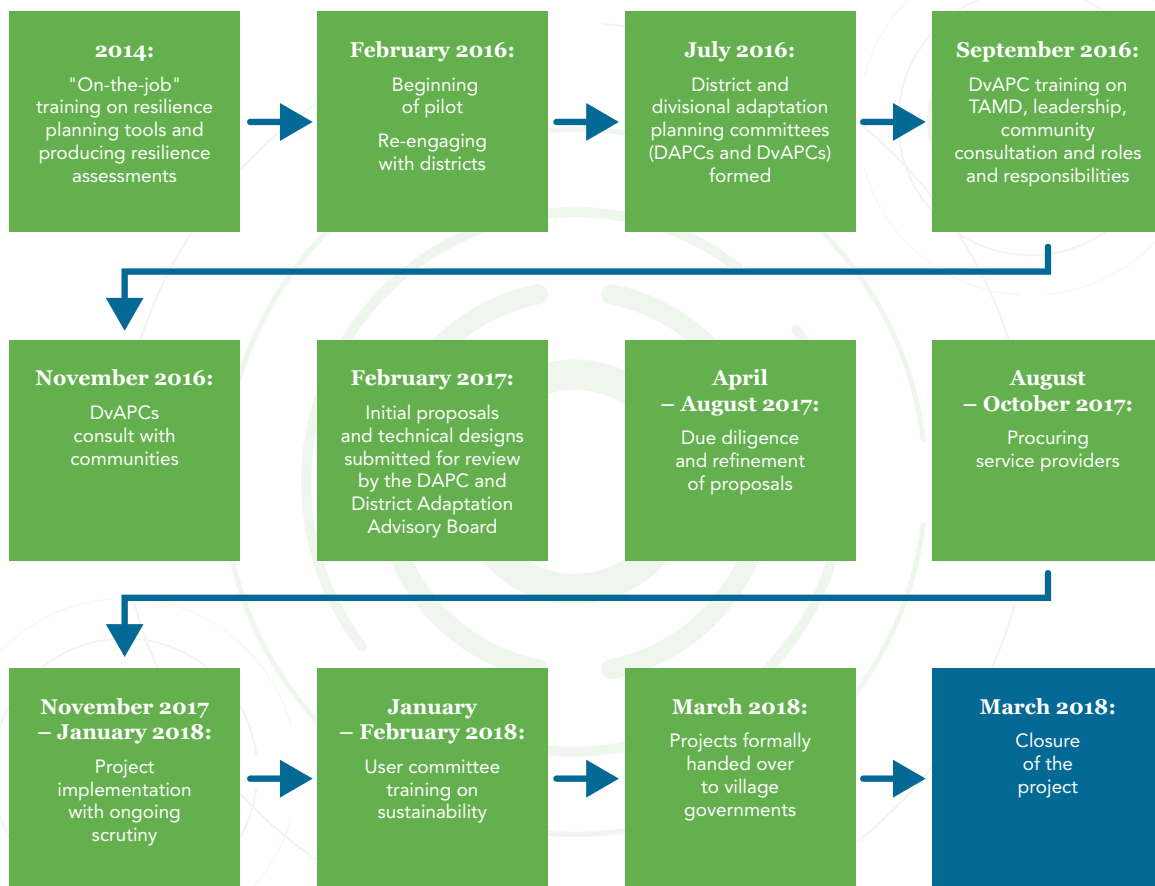 2014:
"On-the-job"
training on resilience
planning tools and
producing resilience
assessments
February 2016:
Beginning
of pilot
Re-engaging
with districts
July 2016:
District and
divisional adaptation
planning committees
(DAPCs and DvAPCs)
formed
September 2016:
DvAPC training on
TAMD, leadership,
community
consultation and roles
and responsibilities
November 2016:
DvAPCs
consult with
communities
February 2017:
Initial proposals
and technical designs
submitted for review
by the DAPC and
District Adaptation
Advisory Board
April
– August 2017:
Due diligence
and refinement
of proposals
August
– October 2017:
Procuring
service providers
November 2017
– January 2018:
Project
implementation
with ongoing
scrutiny
January
– February 2018:
User committee
training on
sustainability
March 2018:
Projects formally
handed over
to village
governments
March 2018:
Closure
of the
project